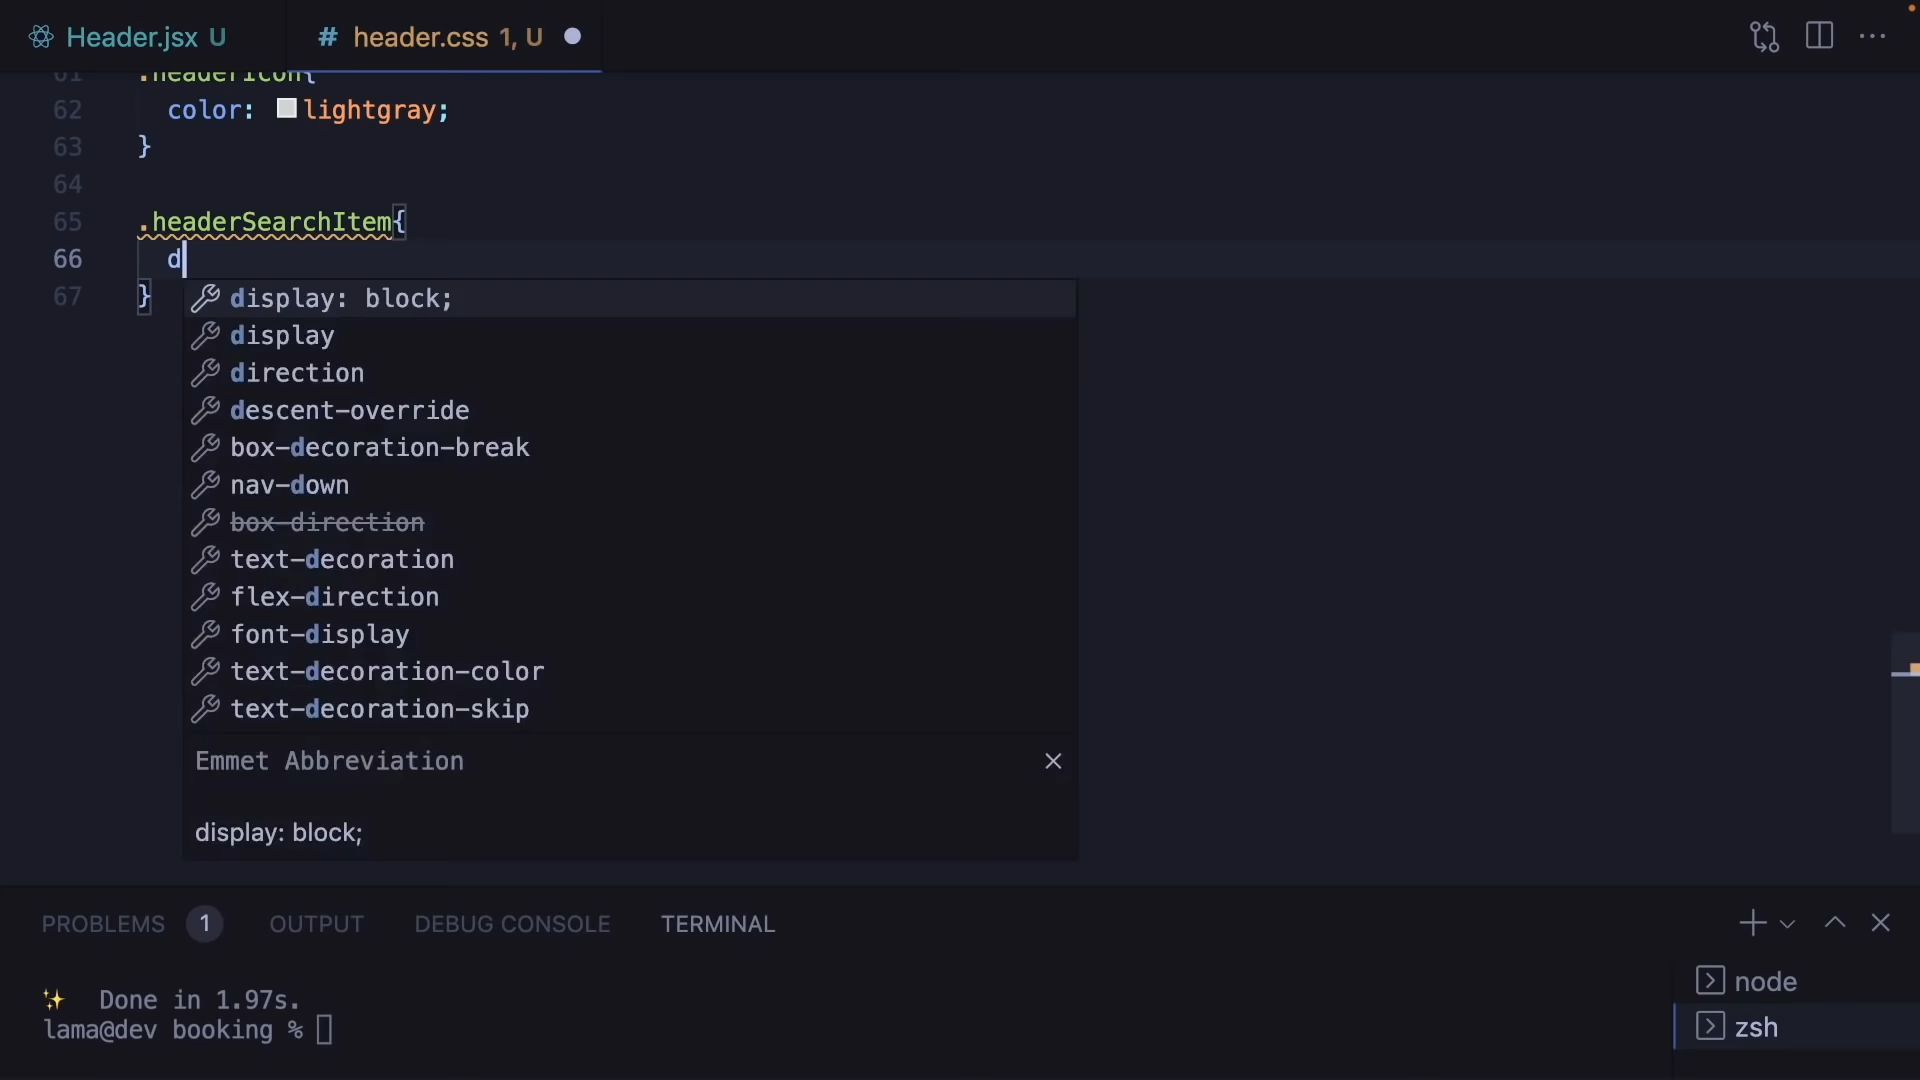 Header.jsx U
# header.css 1, U
61 .headerIcon{
62 color: lightgray;
63 }
64
65 .headerSearchItem{
66 d
67 }
display: block;
display
direction
descent-override
box-decoration-break
nav-down
box-direction
text-decoration
flex-direction
font-display
text-decoration-color
text-decoration-skip
Emmet Abbreviation
display: block;
PROBLEMS 1 OUTPUT DEBUG CONSOLE TERMINAL
✨ Done in 1.97s.
lama@dev booking %
node
zsh